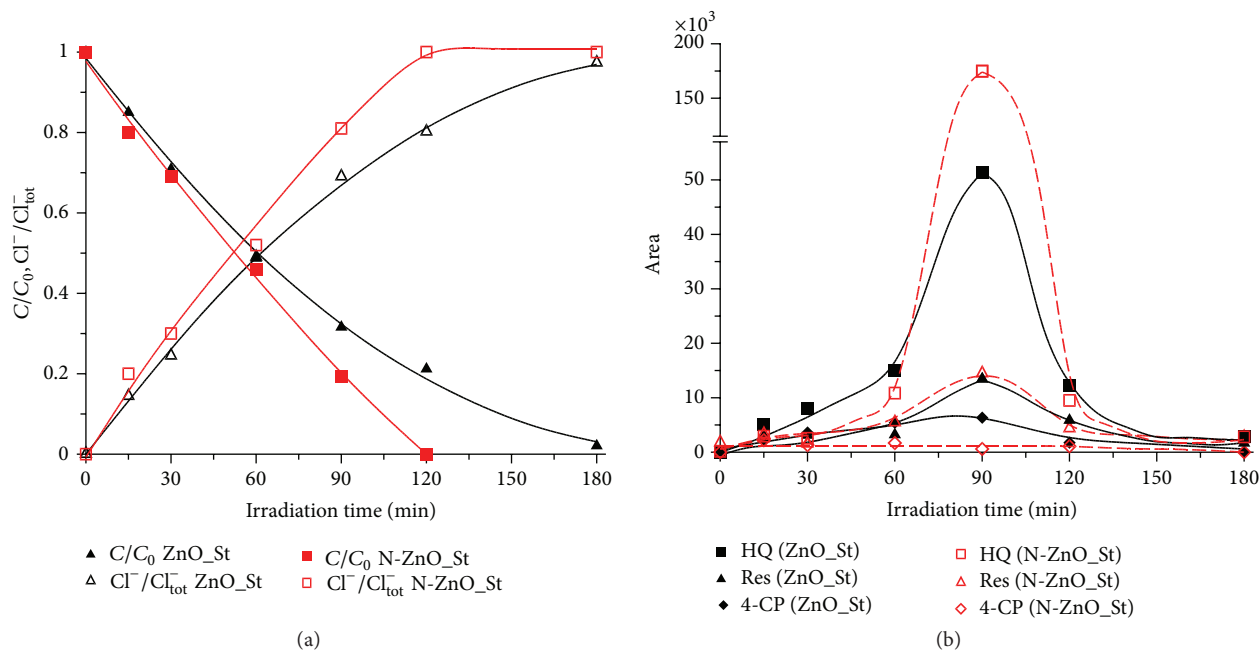 1
0.8
0.6
0.4
0.2
0
C/C₀, Cl⁻/Cl⁻tot
0 30 60 90 120 150 180
Irradiation time (min)
C/C₀ ZnO_St
Cl⁻/Cl⁻tot ZnO_St
C/C₀ N-ZnO_St
Cl⁻/Cl⁻tot N-ZnO_St
(a)
×10³
200
150
50
40
30
20
10
0
Area
0 30 60 90 120 150 180
Irradiation time (min)
HQ (ZnO_St)
Res (ZnO_St)
4-CP (ZnO_St)
HQ (N-ZnO_St)
Res (N-ZnO_St)
4-CP (N-ZnO_St)
(b)